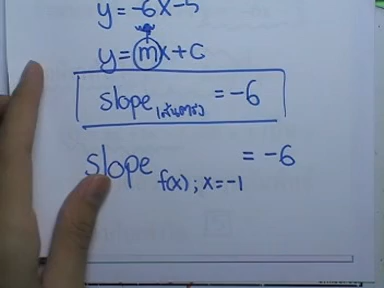 y = -6x-5
y = mx+c
slope เส้นตรง = -6
slope f(x) ; x = -1 = -6